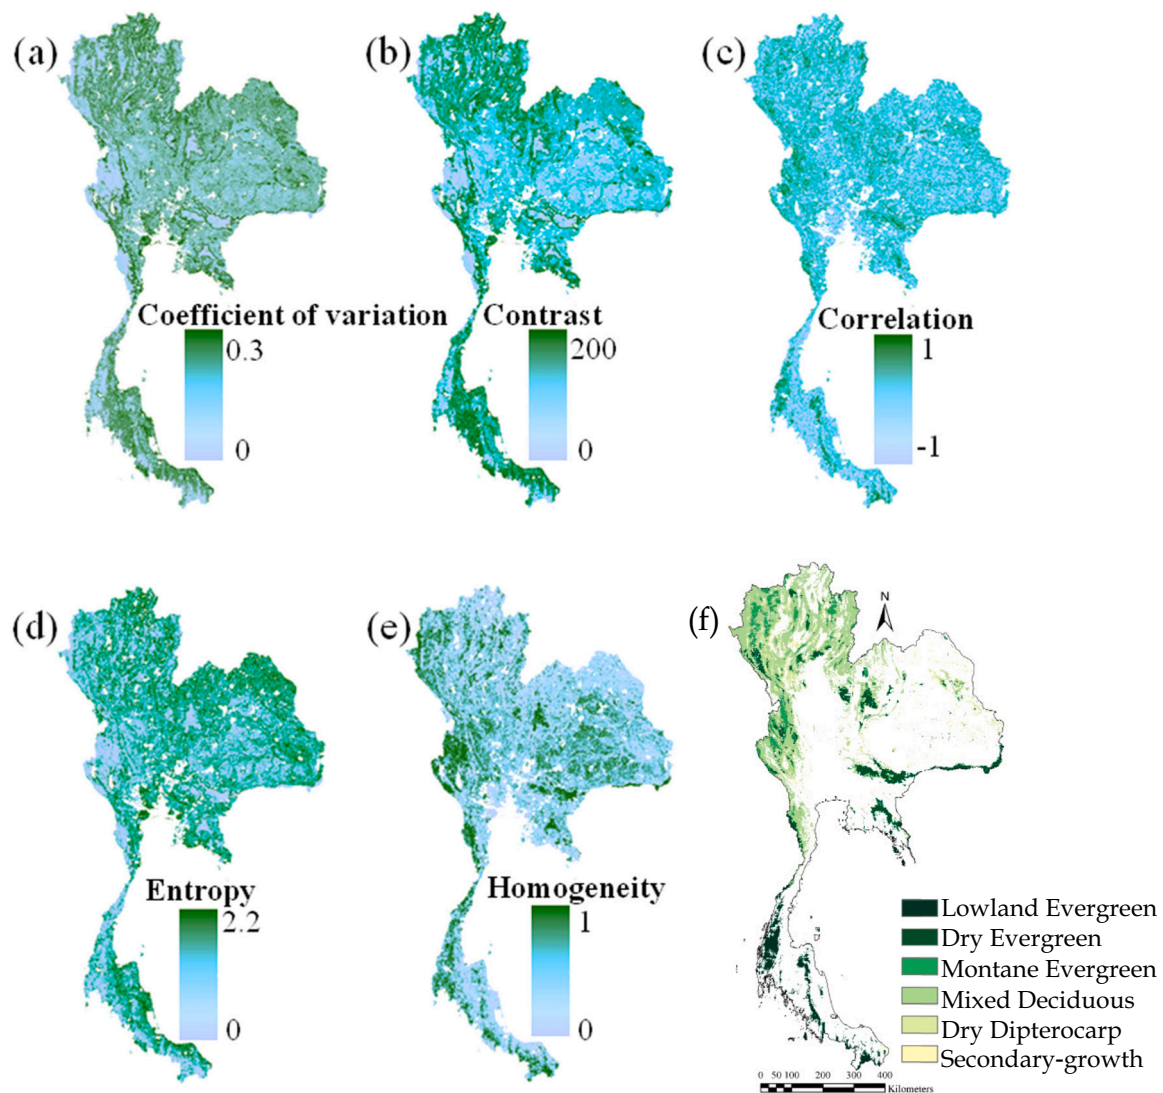 (a)
(b)
(c)
Coefficient of variation
0.3
0
Contrast
200
0
Correlation
1
-1
(d)
(e)
(f)
N
Entropy
2.2
0
Homogeneity
1
0
Lowland Evergreen
Dry Evergreen
Montane Evergreen
Mixed Deciduous
Dry Dipterocarp
Secondary-growth
0 50 100 200 300 400
Kilometers